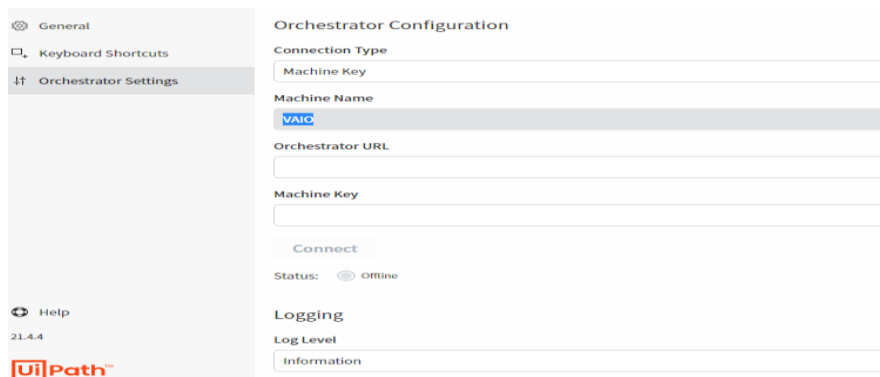 General
Keyboard Shortcuts
Orchestrator Settings
Orchestrator Configuration
Connection Type
Machine Key
Machine Name
VAIO
Orchestrator URL
Machine Key
Connect
Status: Offline
Logging
Log Level
Information
Help
21.4.4
UiPath™